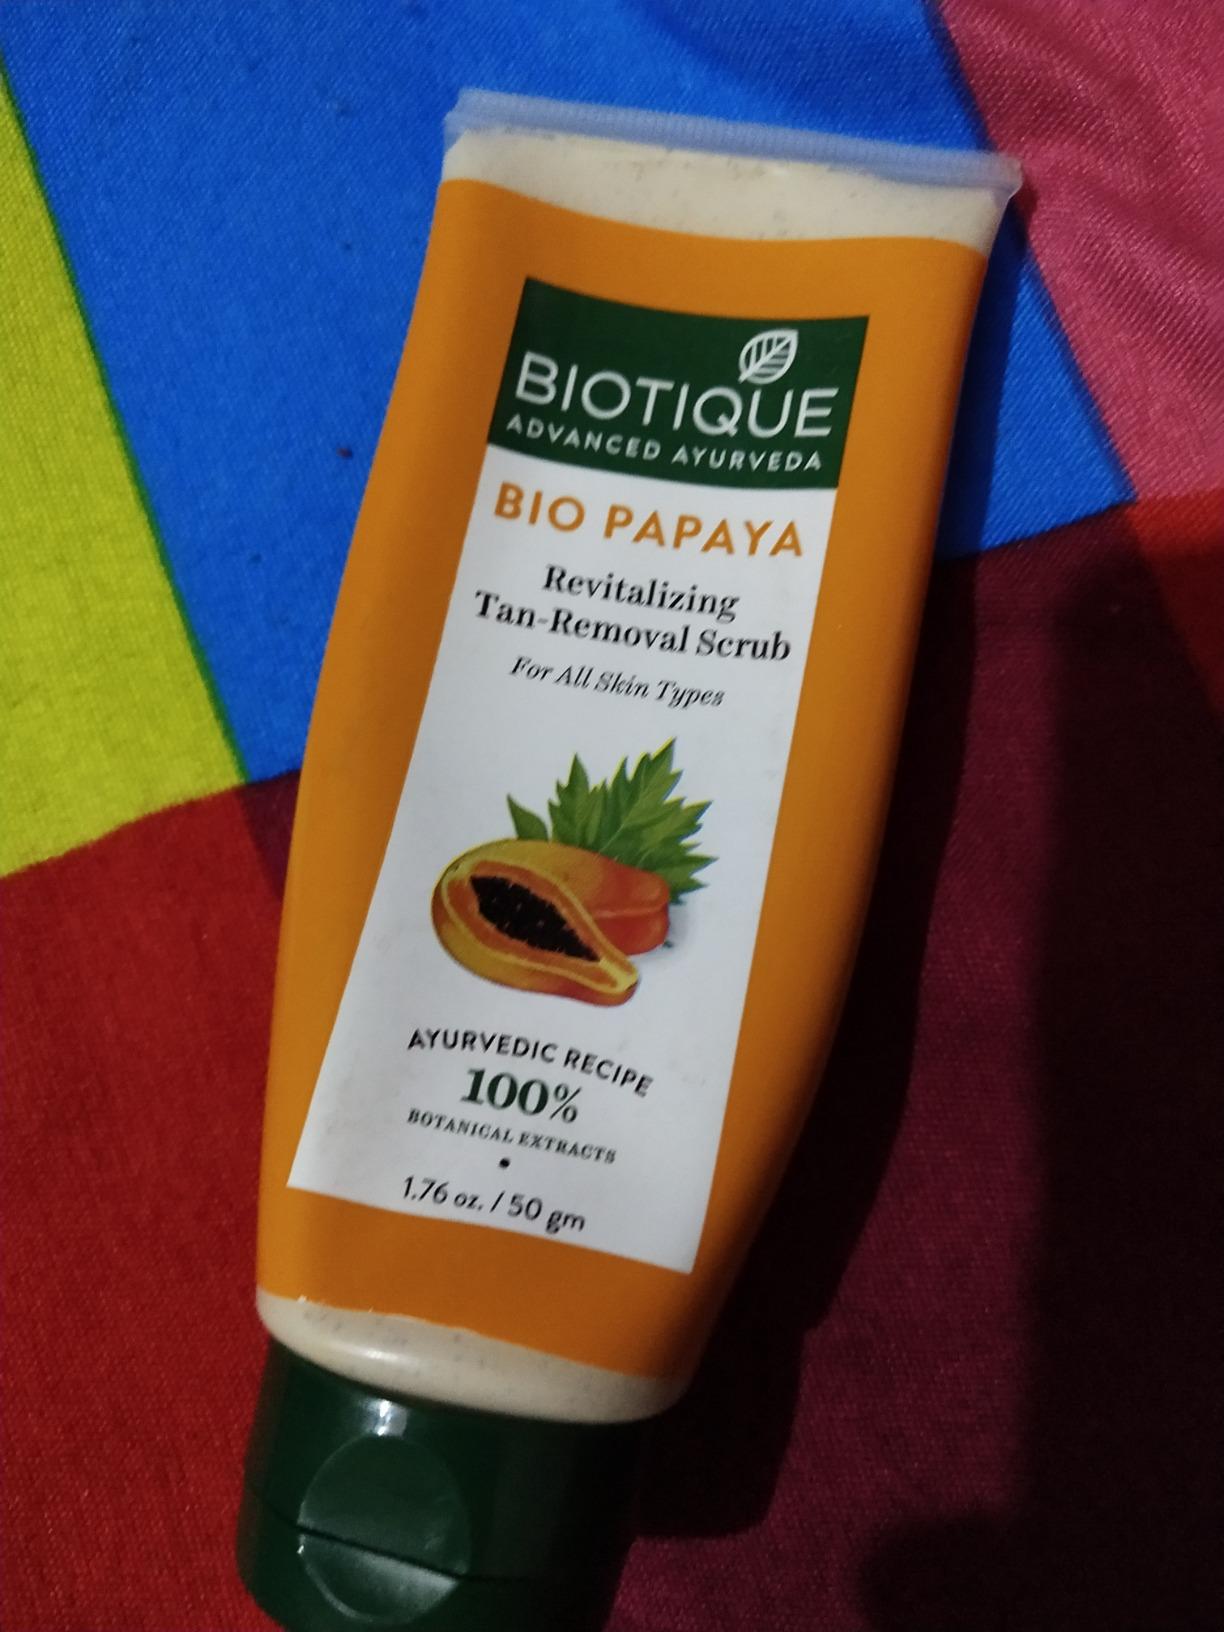 BIOTIQUE
ADVANCED AYURVEDA
BIO PAPAYA
Revitalizing
Tan-Removal Scrub
For All Skin Types
AYURVEDIC RECIPE
100%
BOTANICAL EXTRACTS
•
1.76 oz. / 50 gm